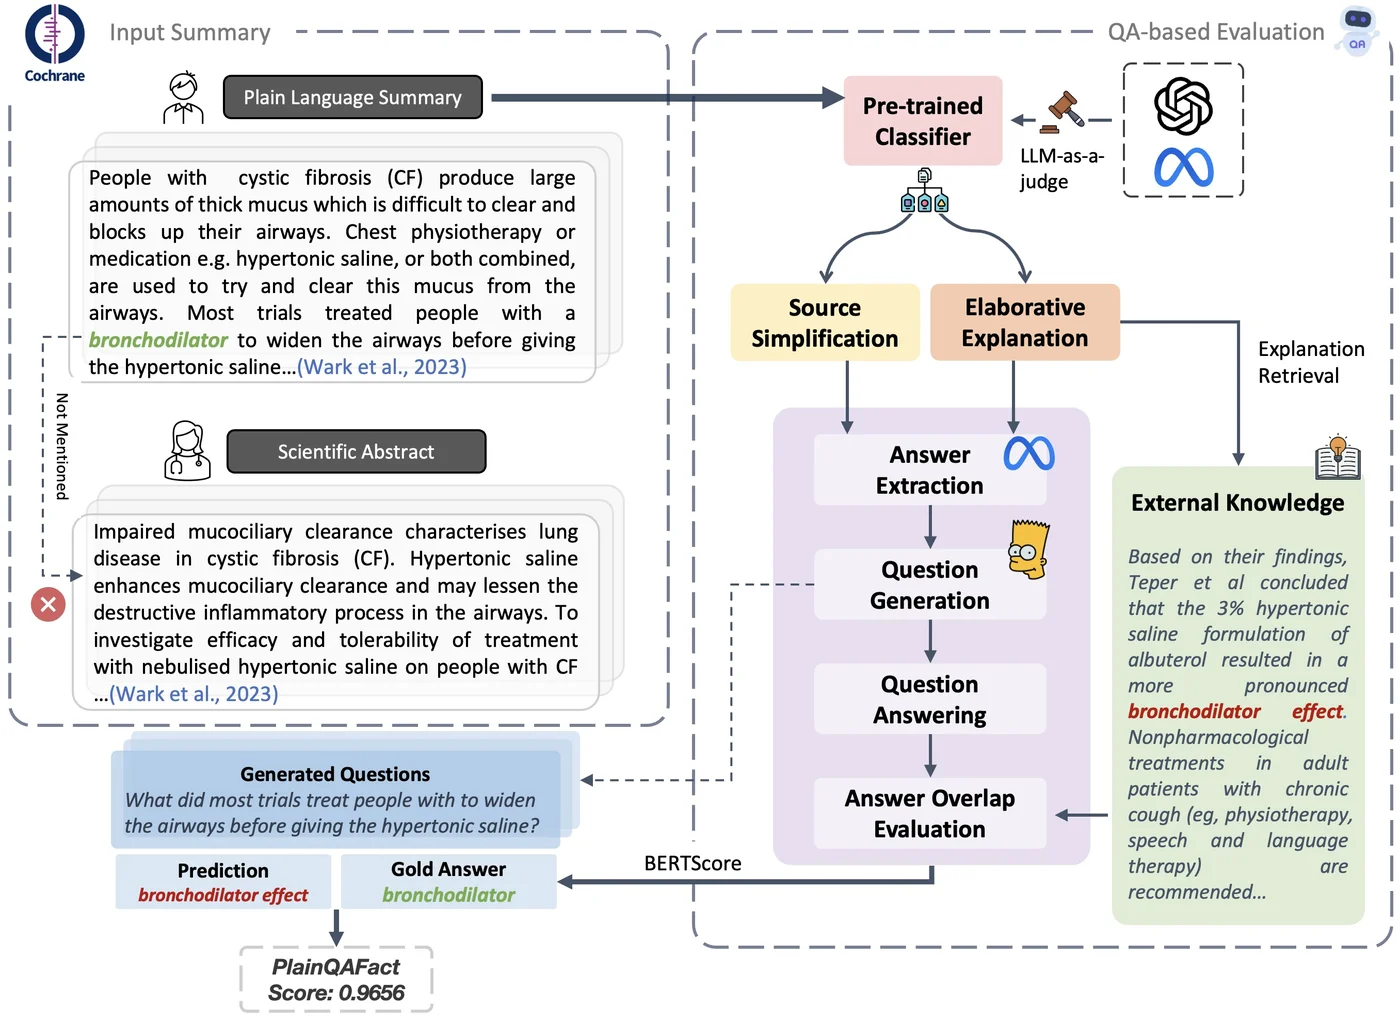 Cochrane
Input Summary
Plain Language Summary
People with cystic fibrosis (CF) produce large
amounts of thick mucus which is difficult to clear and
blocks up their airways. Chest physiotherapy or
medication e.g. hypertonic saline, or both combined,
are used to try and clear this mucus from the
airways. Most trials treated people with a
bronchodilator to widen the airways before giving
the hypertonic saline...(Wark et al., 2023)
Not Mentioned
Scientific Abstract
Impaired mucociliary clearance characterises lung
disease in cystic fibrosis (CF). Hypertonic saline
enhances mucociliary clearance and may lessen the
destructive inflammatory process in the airways. To
investigate efficacy and tolerability of treatment
with nebulised hypertonic saline on people with CF
...(Wark et al., 2023)
Generated Questions
What did most trials treat people with to widen
the airways before giving the hypertonic saline?
Prediction
bronchodilator effect
Gold Answer
bronchodilator
PlainQAFact
Score: 0.9656
QA-based Evaluation
QA
Pre-trained
Classifier
LLM-as-a-
judge
Source
Simplification
Elaborative
Explanation
Explanation
Retrieval
Answer
Extraction
Question
Generation
Question
Answering
Answer Overlap
Evaluation
BERTScore
External Knowledge
Based on their findings,
Teper et al concluded
that the 3% hypertonic
saline formulation of
albuterol resulted in a
more pronounced
bronchodilator effect.
Nonpharmacological
treatments in adult
patients with chronic
cough (eg, physiotherapy,
speech and language
therapy) are
recommended...